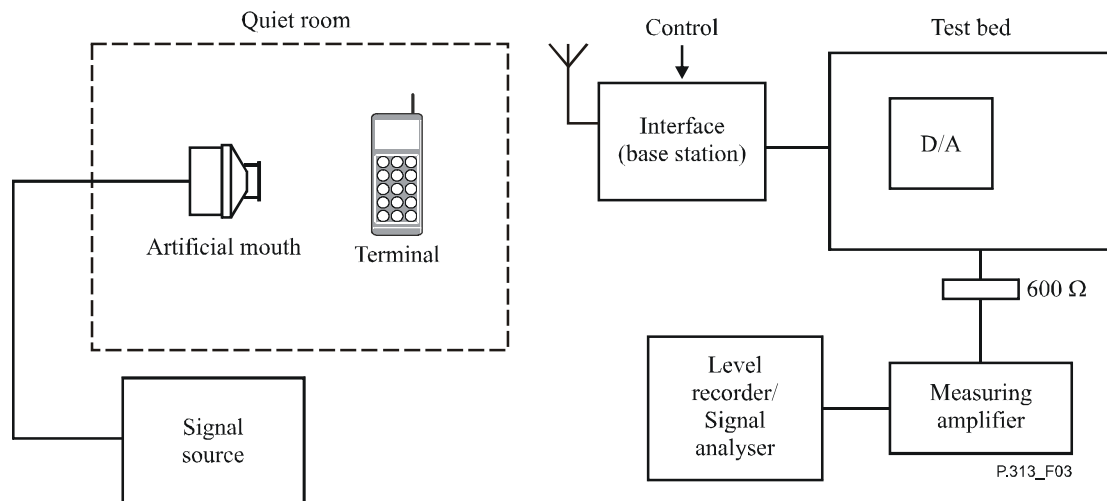 Quiet room
Artificial mouth
Terminal
Signal
source
Control
Interface
(base station)
Test bed
D/A
600 Ω
Level
recorder/
Signal
analyser
Measuring
amplifier
P.313_F03